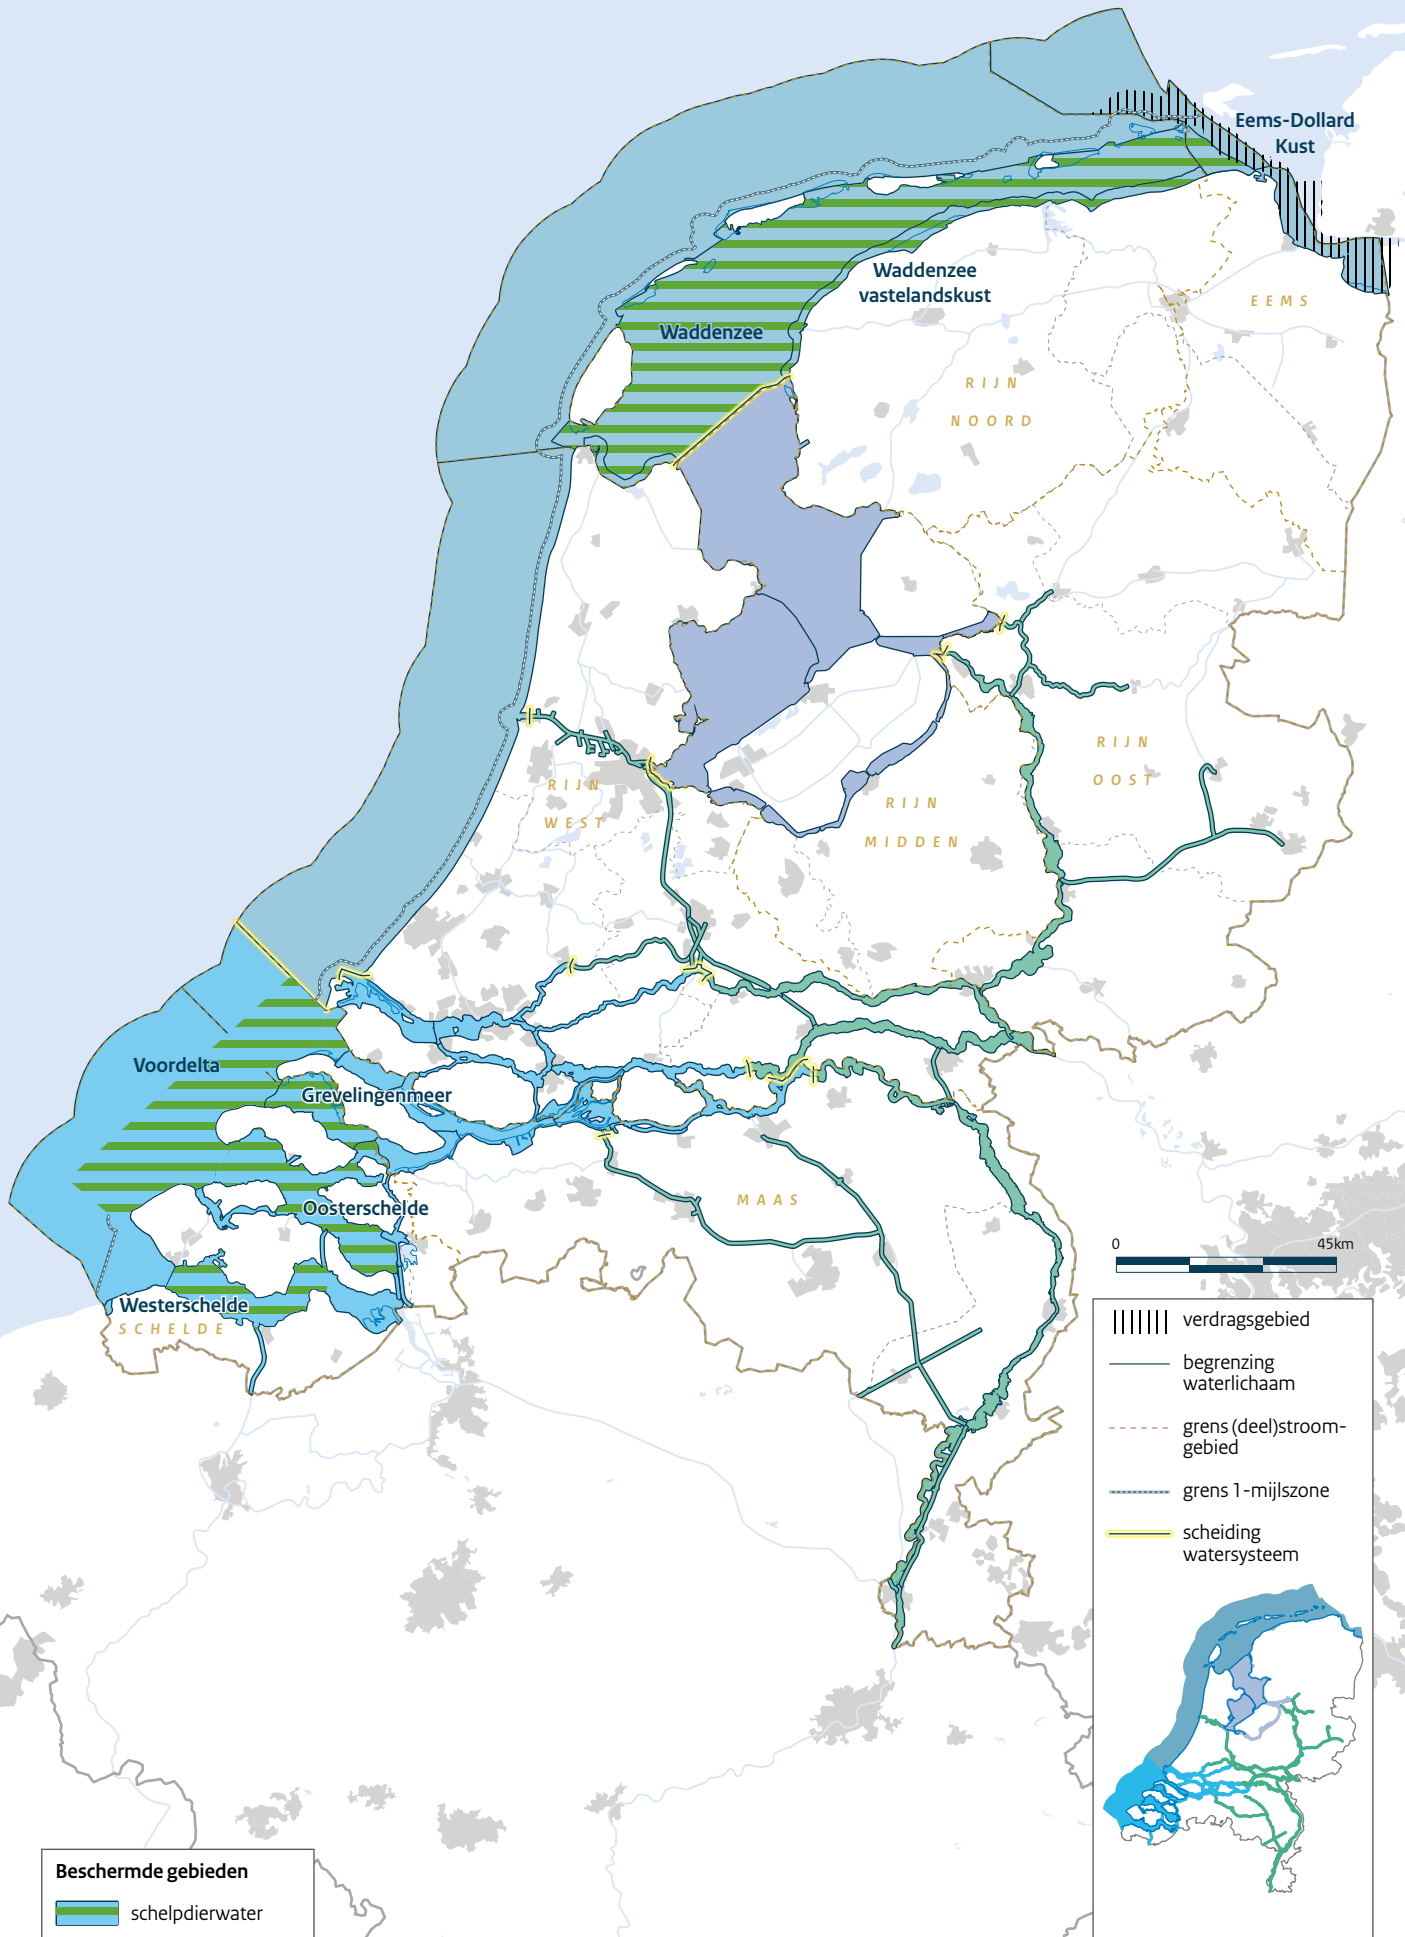 Eems-Dollard
Kust
Waddenzee
vastelandskust
EEMS
Waddenzee
RIJN
NOORD
RIJN
OOST
RIJN
WEST
RIJN
MIDDEN
Voordelta
Grevelingenmeer
MAAS
Oosterschelde
Westerschelde
SCHELDE
0 45km
verdragsgebied
begrenzing
waterlichaam
grens (deel)stroom-
gebied
grens 1-mijlszone
scheiding
watersysteem
Beschermde gebieden
schelpdierwater